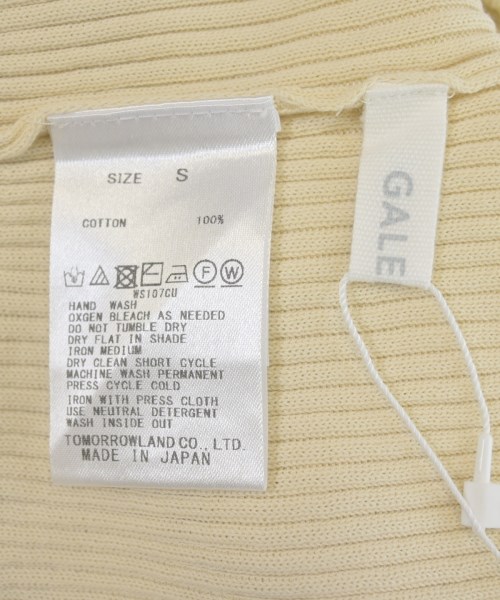 SIZE S
COTTON 100%
F W
WS107CU
HAND WASH
OXGEN BLEACH AS NEEDED
DO NOT TUMBLE DRY
DRY FLAT IN SHADE
IRON MEDIUM
DRY CLEAN SHORT CYCLE
MACHINE WASH PERMANENT
PRESS CYCLE COLD
IRON WITH PRESS CLOTH
USE NEUTRAL DETERGENT
WASH INSIDE OUT
TOMORROWLAND CO., LTD.
MADE IN JAPAN
GALE